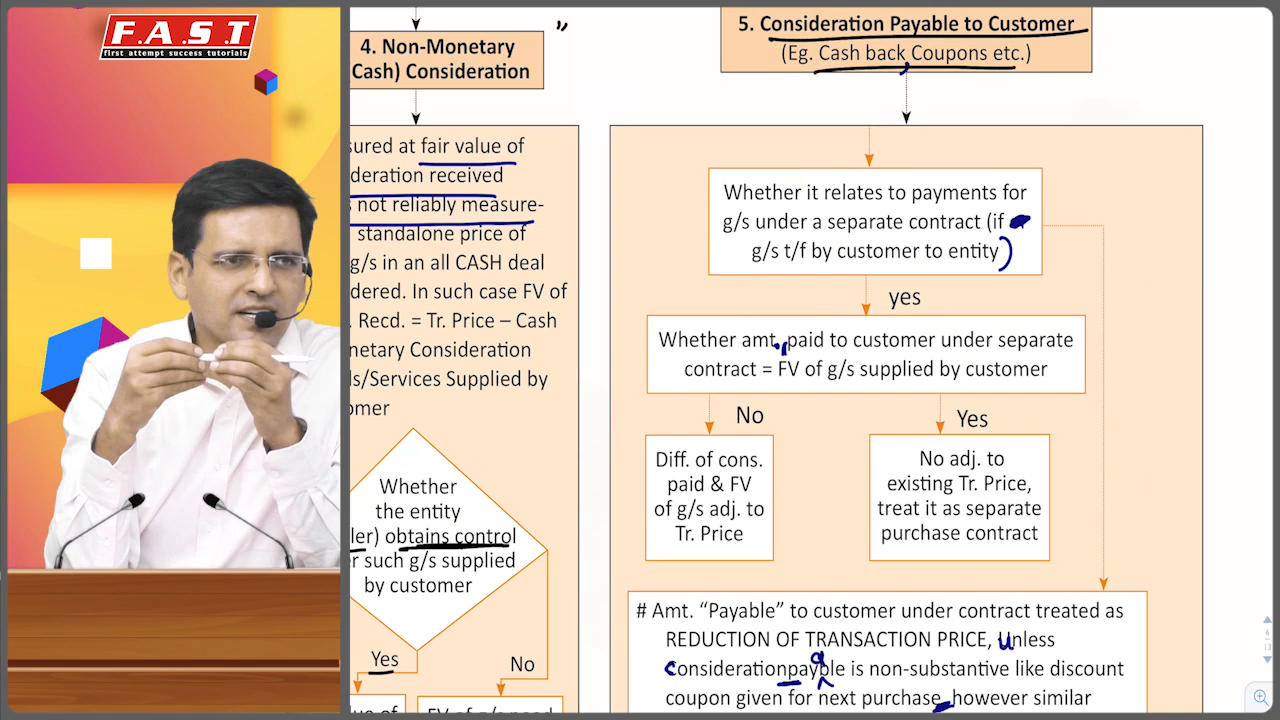 F.A.S.T
first attempt success tutorials
4. Non-Monetary
Cash) Consideration
sured at fair value of
deration received
not reliably measure-
standalone price of
g/s in an all CASH deal
dered. In such case FV of
. Recd. = Tr. Price – Cash
netary Consideration
ds/Services Supplied by
omer
Whether
the entity
ler) obtains control
r such g/s supplied
by customer
Yes
No
ue of
5. Consideration Payable to Customer
(Eg. Cash back, Coupons etc.)
Whether it relates to payments for
g/s under a separate contract (if
g/s t/f by customer to entity)
yes
Whether amt. paid to customer under separate
contract = FV of g/s supplied by customer
No
Yes
Diff. of cons.
paid & FV
of g/s adj. to
Tr. Price
No adj. to
existing Tr. Price,
treat it as separate
purchase contract
# Amt. “Payable” to customer under contract treated as
REDUCTION OF TRANSACTION PRICE, Unless
Consideration payable is non-substantive like discount
coupon given for next purchase, however similar